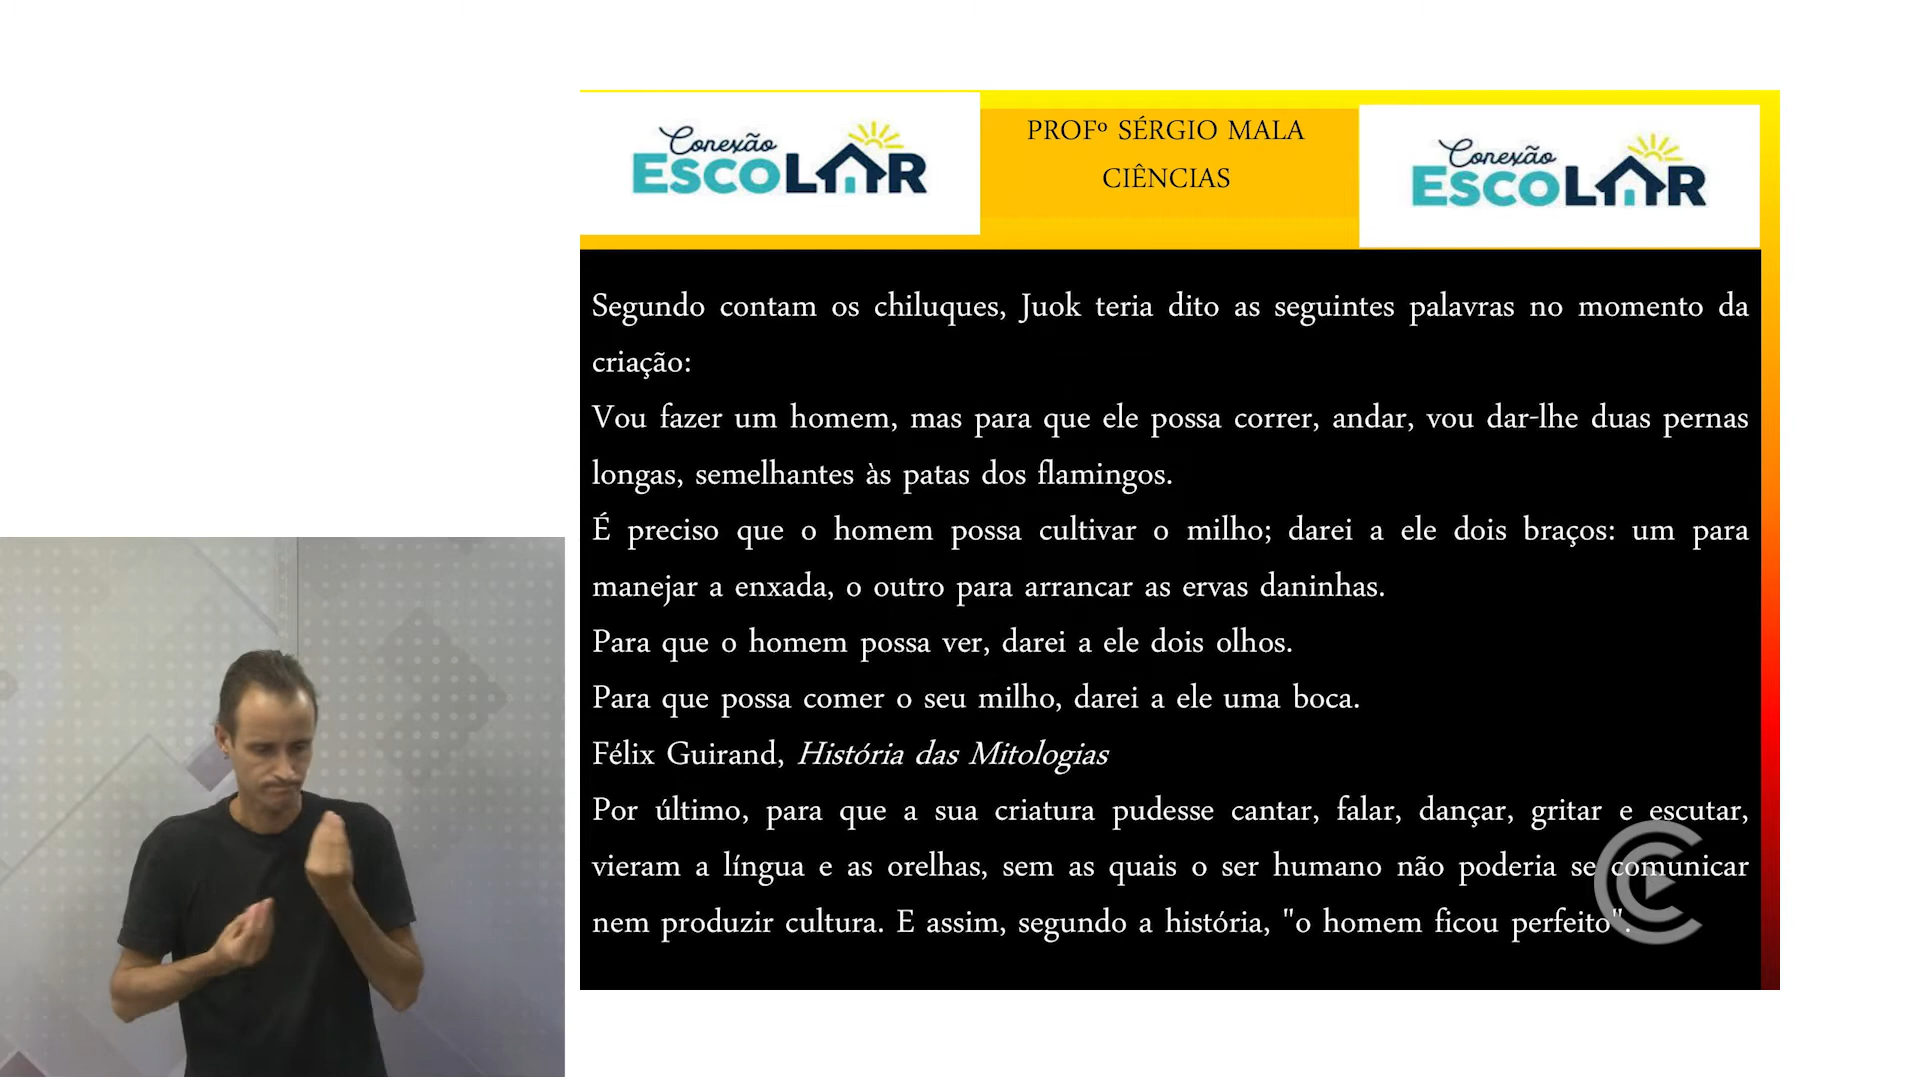 Conexão
ESCOLAR
PROFº SÉRGIO MALA
CIÊNCIAS
Conexão
ESCOLAR
Segundo contam os chiluques, Juok teria dito as seguintes palavras no momento da
criação:
Vou fazer um homem, mas para que ele possa correr, andar, vou dar-lhe duas pernas
longas, semelhantes às patas dos flamingos.
É preciso que o homem possa cultivar o milho; darei a ele dois braços: um para
manejar a enxada, o outro para arrancar as ervas daninhas.
Para que o homem possa ver, darei a ele dois olhos.
Para que possa comer o seu milho, darei a ele uma boca.
Félix Guirand, História das Mitologias
Por último, para que a sua criatura pudesse cantar, falar, dançar, gritar e escutar,
vieram a língua e as orelhas, sem as quais o ser humano não poderia se comunicar
nem produzir cultura. E assim, segundo a história, "o homem ficou perfeito".